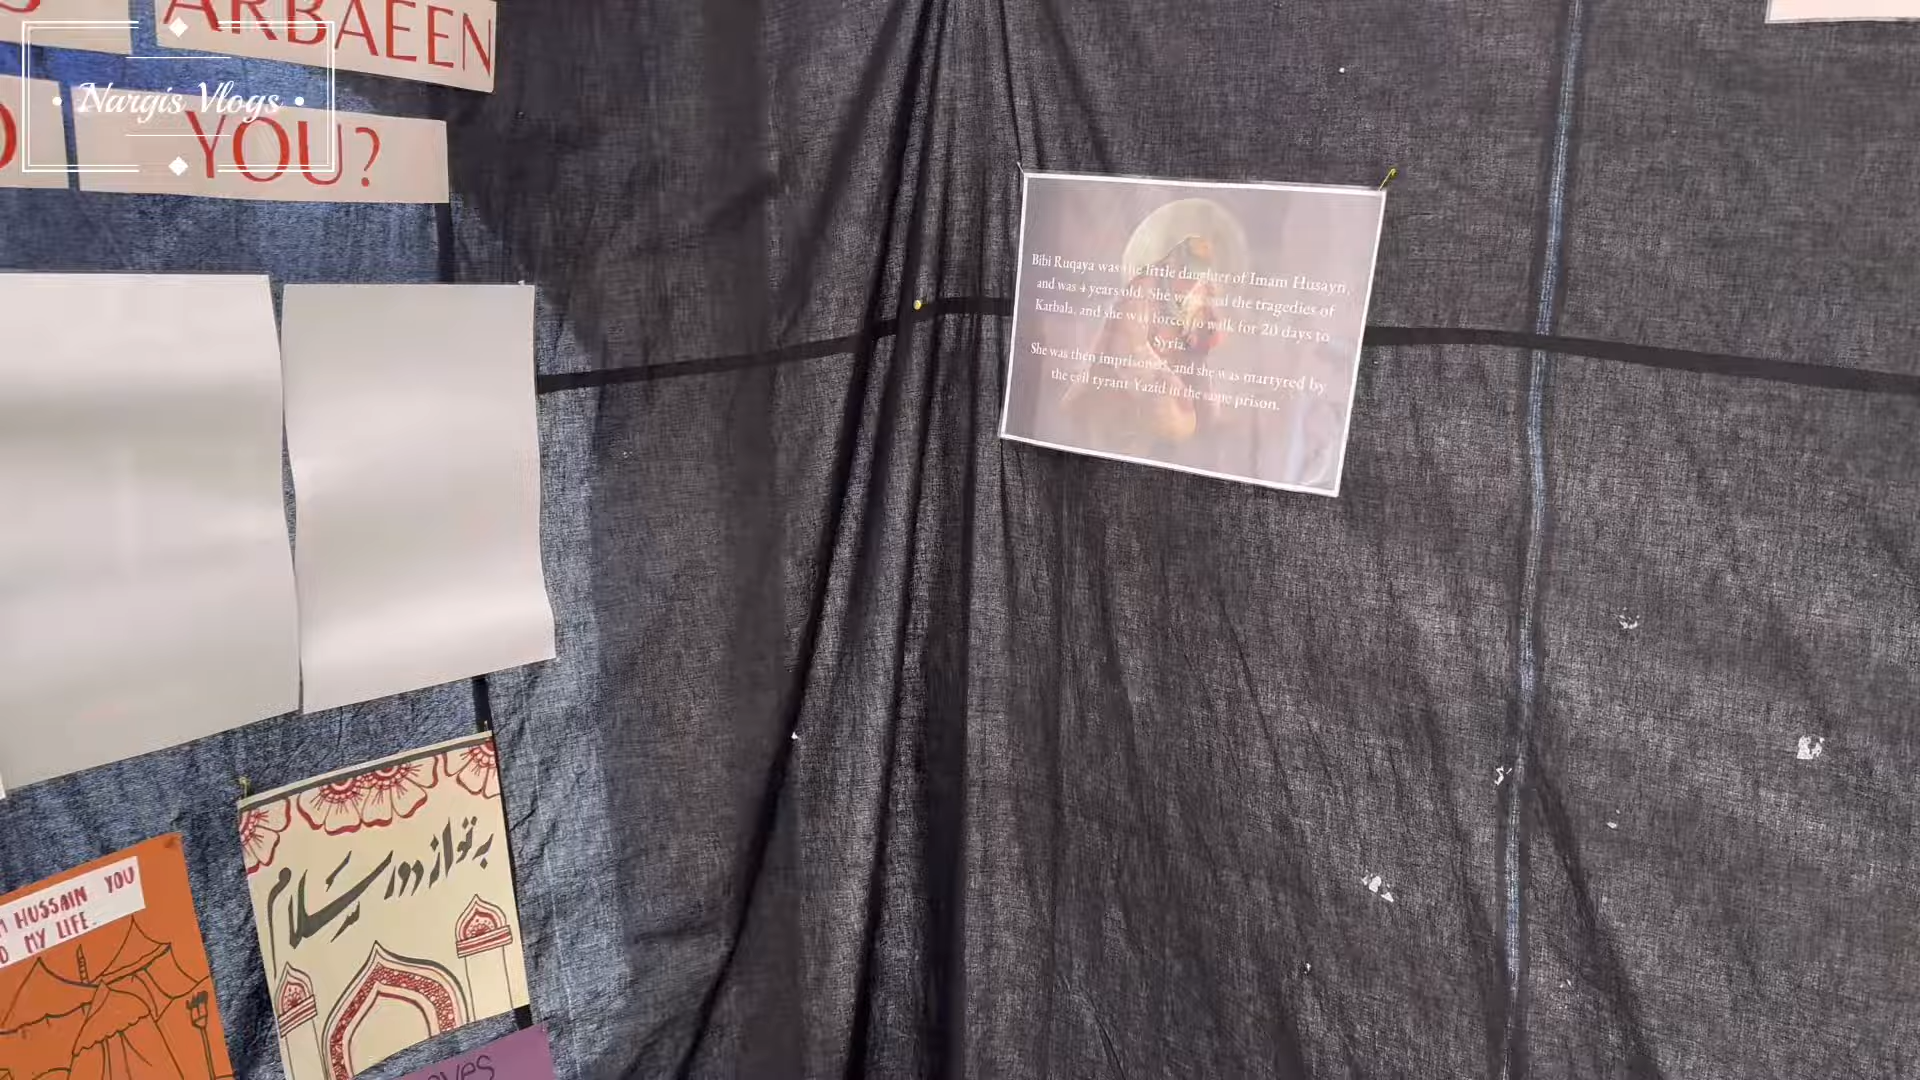 ARBAEEN
YOU?
Nargis Vlogs
Bibi Ruqaya was the little daughter of Imam Husayn,
and was 4 years old. She witnessed the tragedies of
Karbala, and she was forced to walk for 20 days to
Syria.
She was then imprisoned, and she was martyred by
the evil tyrant Yazid in the same prison.
بر تو از دور سلام
HUSSAIN YOU
MY LIFE.